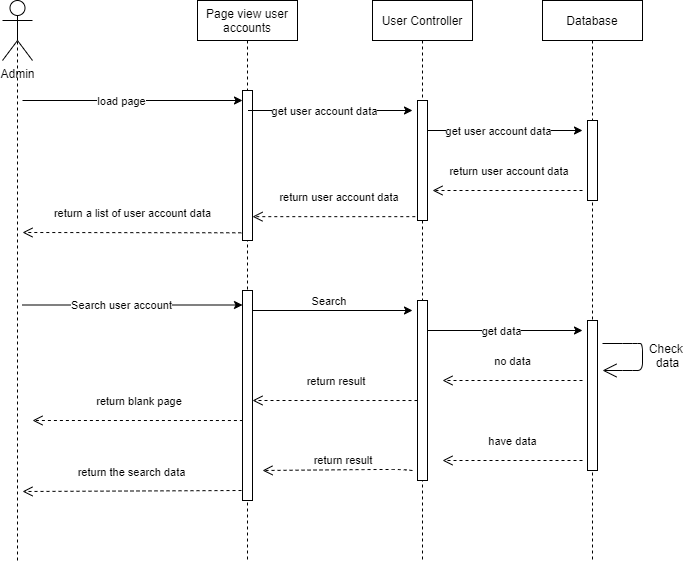 Page view user
accounts
User Controller
Database
Admin
load page
get user account data
get user account data
return user account data
return user account data
return a list of user account data
Search user account
Search
get data
Check
data
no data
return result
return blank page
have data
return result
return the search data